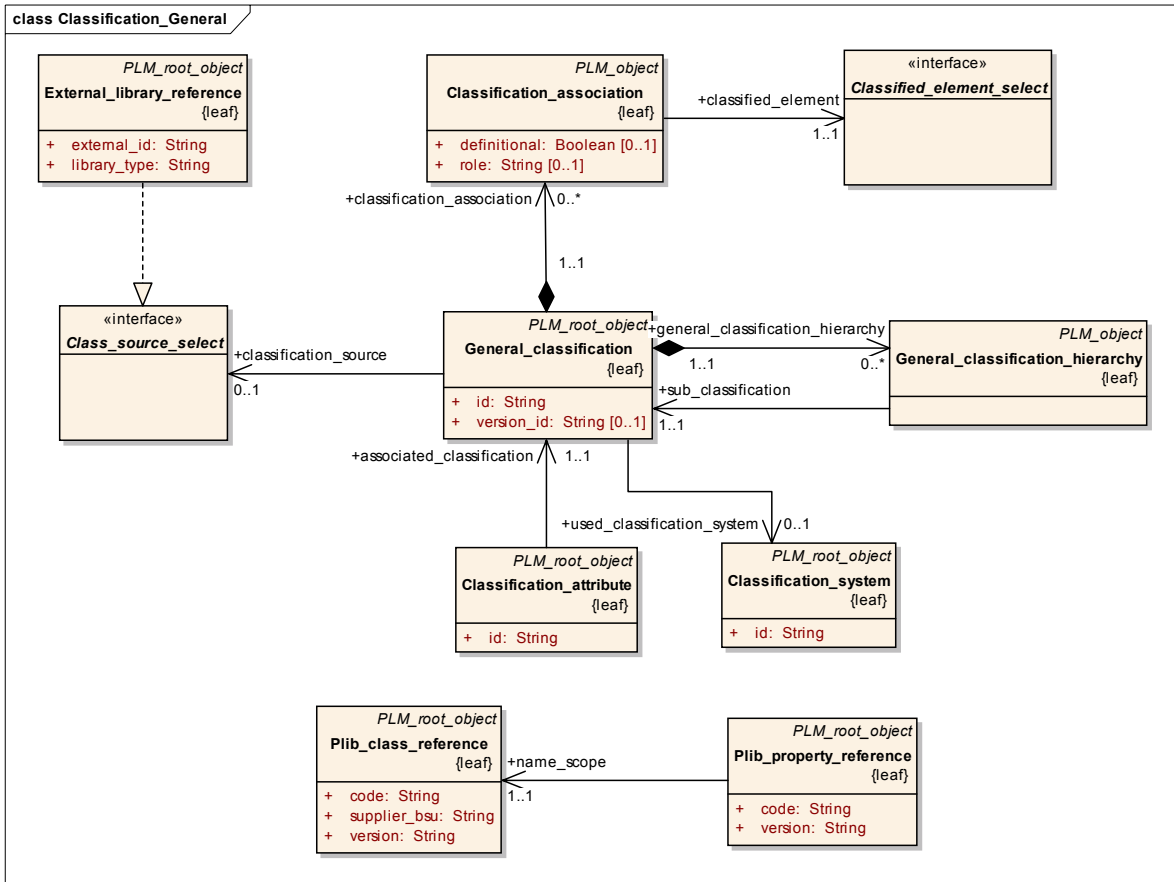 class Classification_General
PLM_root_object
External_library_reference
{leaf}
+ external_id: String
+ library_type: String
PLM_object
Classification_association
{leaf}
+ definitional: Boolean [0..1]
+ role: String [0..1]
+classified_element
1..1
«interface»
Classified_element_select
+classification_association
0..*
1..1
«interface»
Class_source_select
+classification_source
0..1
PLM_root_object
General_classification
{leaf}
+ id: String
+ version_id: String [0..1]
+general_classification_hierarchy
1..1
0..*
+sub_classification
1..1
PLM_object
General_classification_hierarchy
{leaf}
+associated_classification
1..1
+used_classification_system
0..1
PLM_root_object
Classification_attribute
{leaf}
+ id: String
PLM_root_object
Classification_system
{leaf}
+ id: String
PLM_root_object
Plib_class_reference
{leaf}
+ code: String
+ supplier_bsu: String
+ version: String
+name_scope
1..1
PLM_root_object
Plib_property_reference
{leaf}
+ code: String
+ version: String